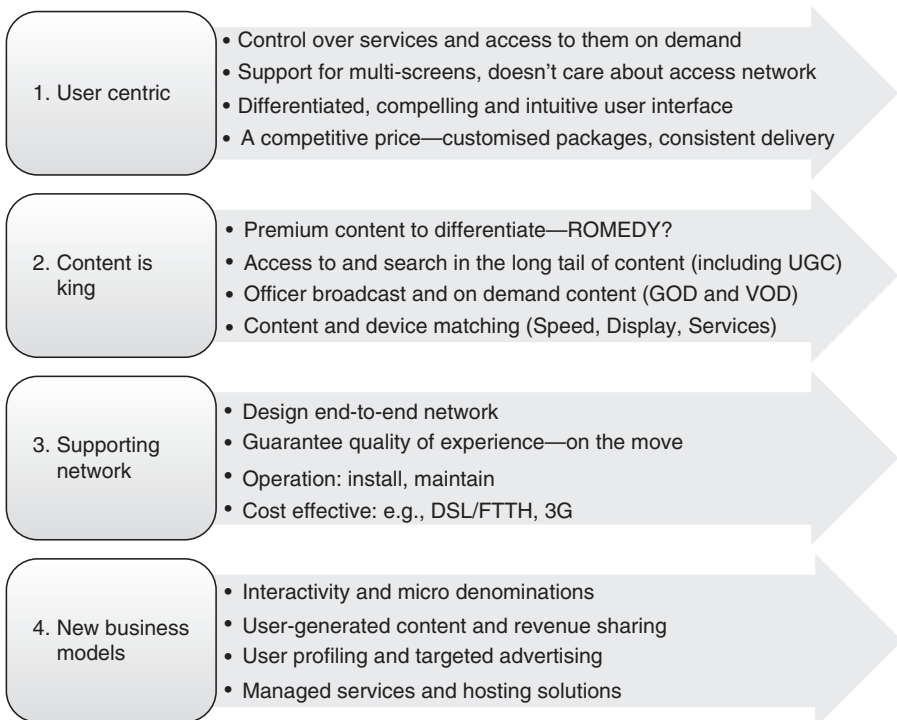 1. User centric
• Control over services and access to them on demand
• Support for multi-screens, doesn't care about access network
• Differentiated, compelling and intuitive user interface
• A competitive price—customised packages, consistent delivery
2. Content is
king
• Premium content to differentiate—ROMEDY?
• Access to and search in the long tail of content (including UGC)
• Officer broadcast and on demand content (GOD and VOD)
• Content and device matching (Speed, Display, Services)
3. Supporting
network
• Design end-to-end network
• Guarantee quality of experience—on the move
• Operation: install, maintain
• Cost effective: e.g., DSL/FTTH, 3G
4. New business
models
• Interactivity and micro denominations
• User-generated content and revenue sharing
• User profiling and targeted advertising
• Managed services and hosting solutions